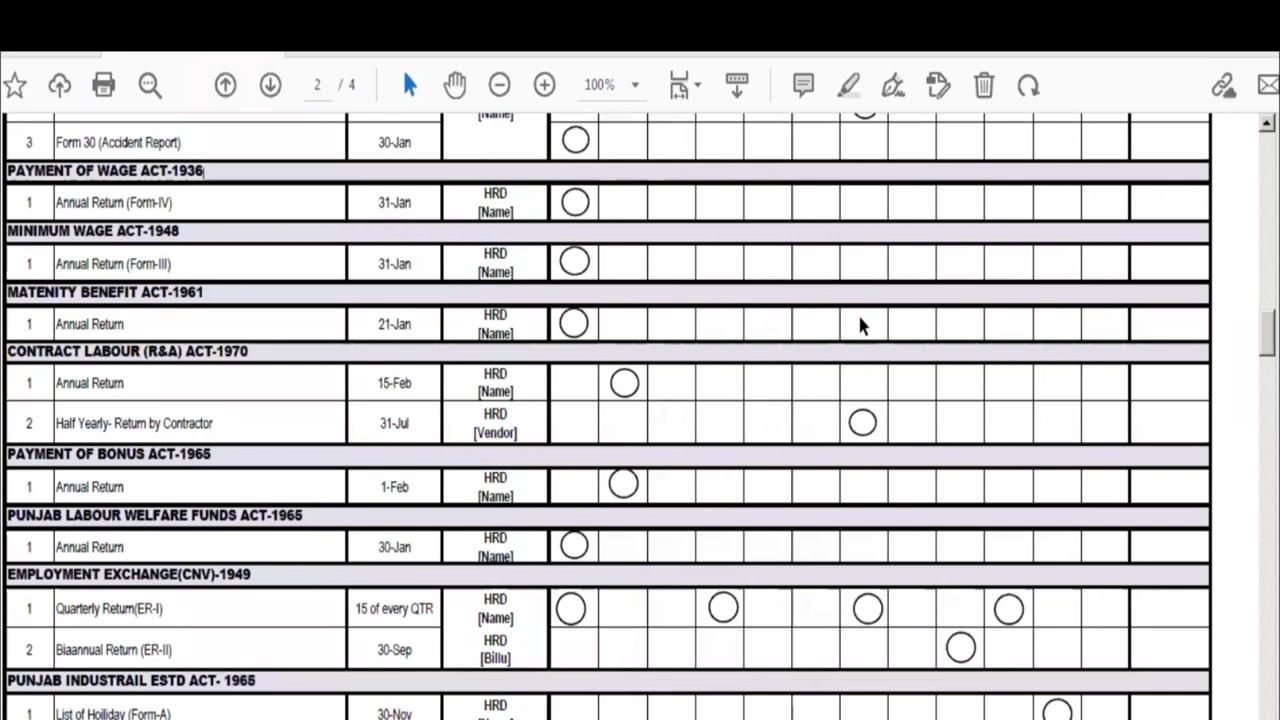 2 / 4 100%
[Name]
3 Form 30 (Accident Report) 30-Jan
PAYMENT OF WAGE ACT-1936
1 Annual Return (Form-IV) 31-Jan HRD [Name]
MINIMUM WAGE ACT-1948
1 Annual Return (Form-III) 31-Jan HRD [Name]
MATENITY BENEFIT ACT-1961
1 Annual Return 21-Jan HRD [Name]
CONTRACT LABOUR (R&A) ACT-1970
1 Annual Return 15-Feb HRD [Name]
2 Half Yearly- Return by Contractor 31-Jul HRD [Vendor]
PAYMENT OF BONUS ACT-1965
1 Annual Return 1-Feb HRD [Name]
PUNJAB LABOUR WELFARE FUNDS ACT-1965
1 Annual Return 30-Jan HRD [Name]
EMPLOYMENT EXCHANGE(CNV)-1949
1 Quarterly Return(ER-I) 15 of every QTR HRD [Name]
2 Biaannual Return (ER-II) 30-Sep HRD [Billu]
PUNJAB INDUSTRAIL ESTD ACT- 1965
1 List of Hoiliday (Form-A) 30-Nov HRD